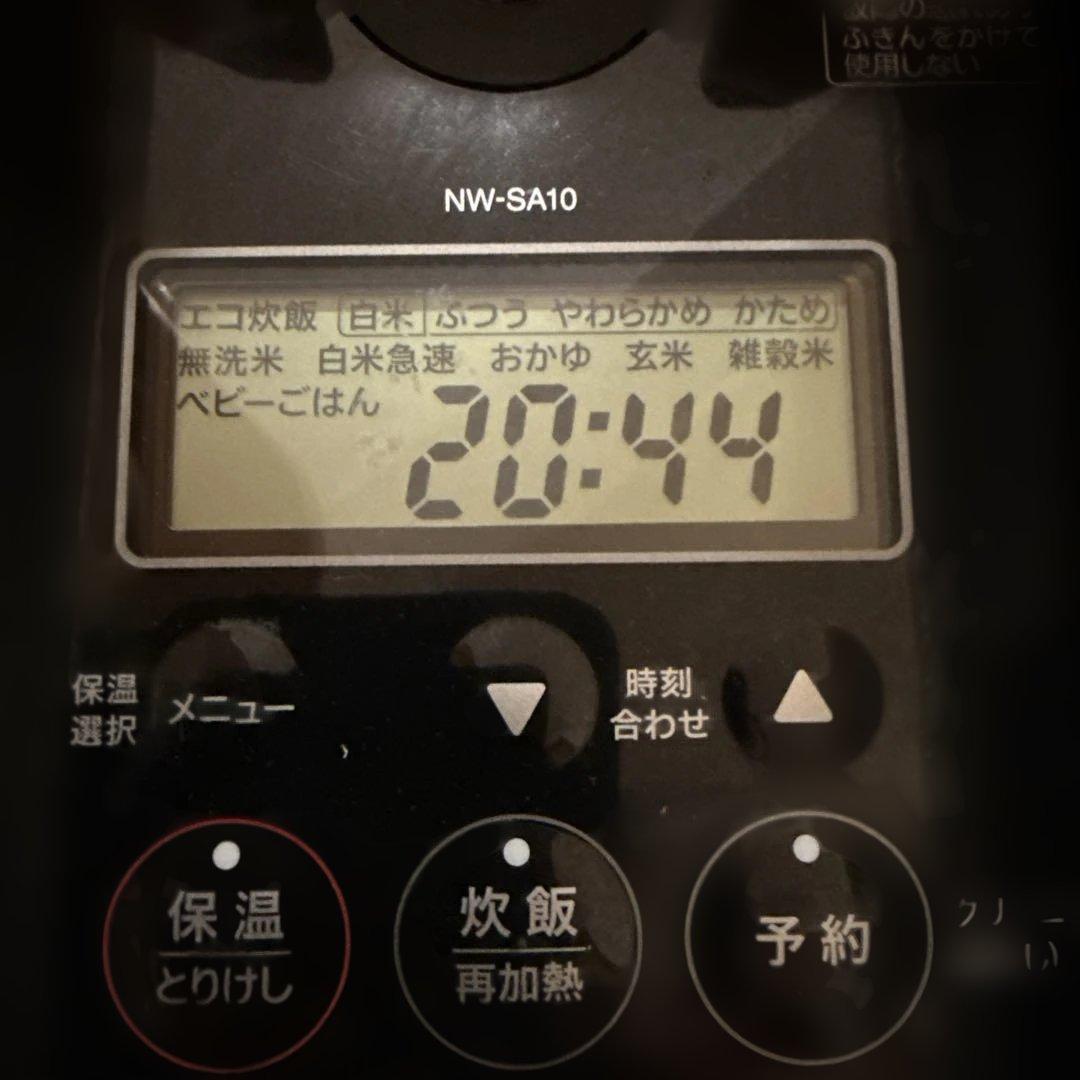 ふきんをかけて
使用しない
NW-SA10
エコ炊飯 白米 ふつう やわらかめ かため
無洗米 白米急速 おかゆ 玄米 雑穀米
ベビーごはん
20:44
保温
選択
メニュー
▼
時刻
合わせ
▲
保温
とりけし
炊飯
再加熱
予約